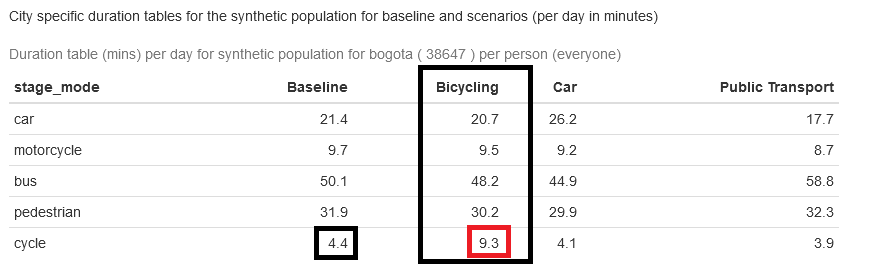 City specific duration tables for the synthetic population for baseline and scenarios (per day in minutes)
Duration table (mins) per day for synthetic population for bogota ( 38647 ) per person (everyone)
stage_mode Baseline Bicycling Car Public Transport
car 21.4 20.7 26.2 17.7
motorcycle 9.7 9.5 9.2 8.7
bus 50.1 48.2 44.9 58.8
pedestrian 31.9 30.2 29.9 32.3
cycle 4.4 9.3 4.1 3.9